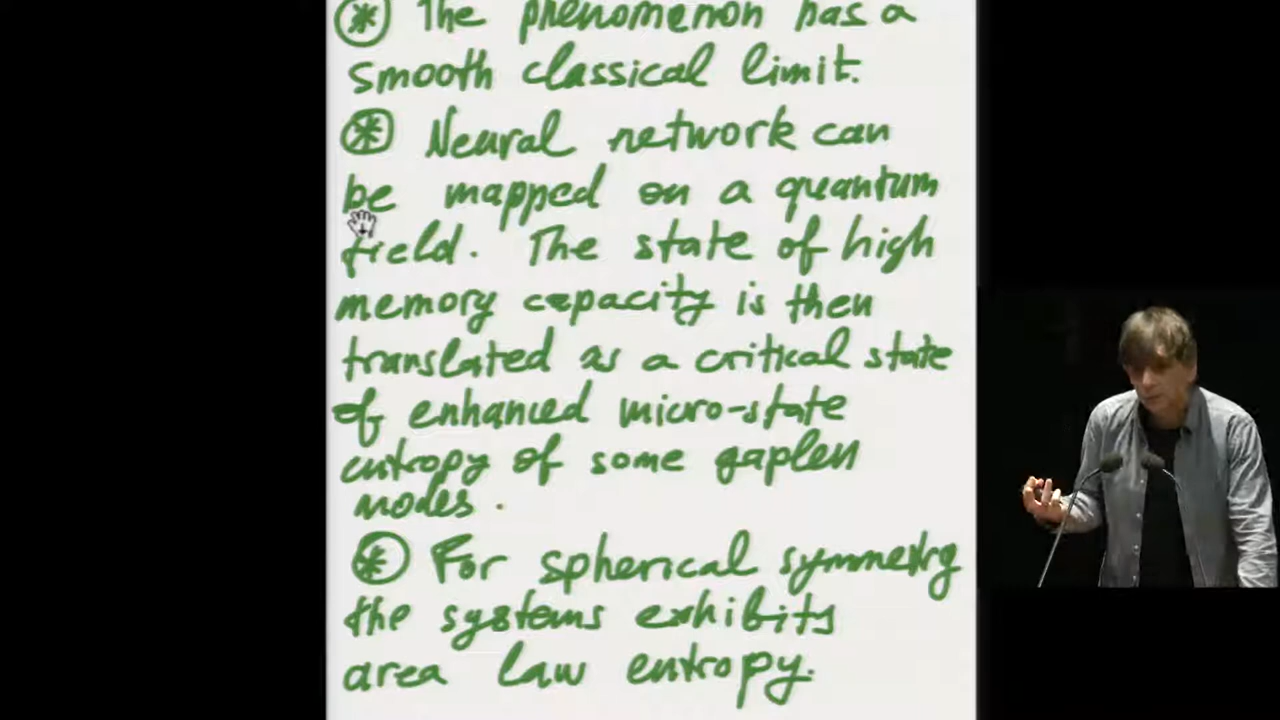 ⊛ The phenomenon has a
smooth classical limit.
⊛ Neural network can
be mapped on a quantum
field. The state of high
memory capacity is then
translated as a critical state
of enhanced micro-state
entropy of some gapless
modes.
⊛ For spherical symmetry
the systems exhibits
area law entropy.